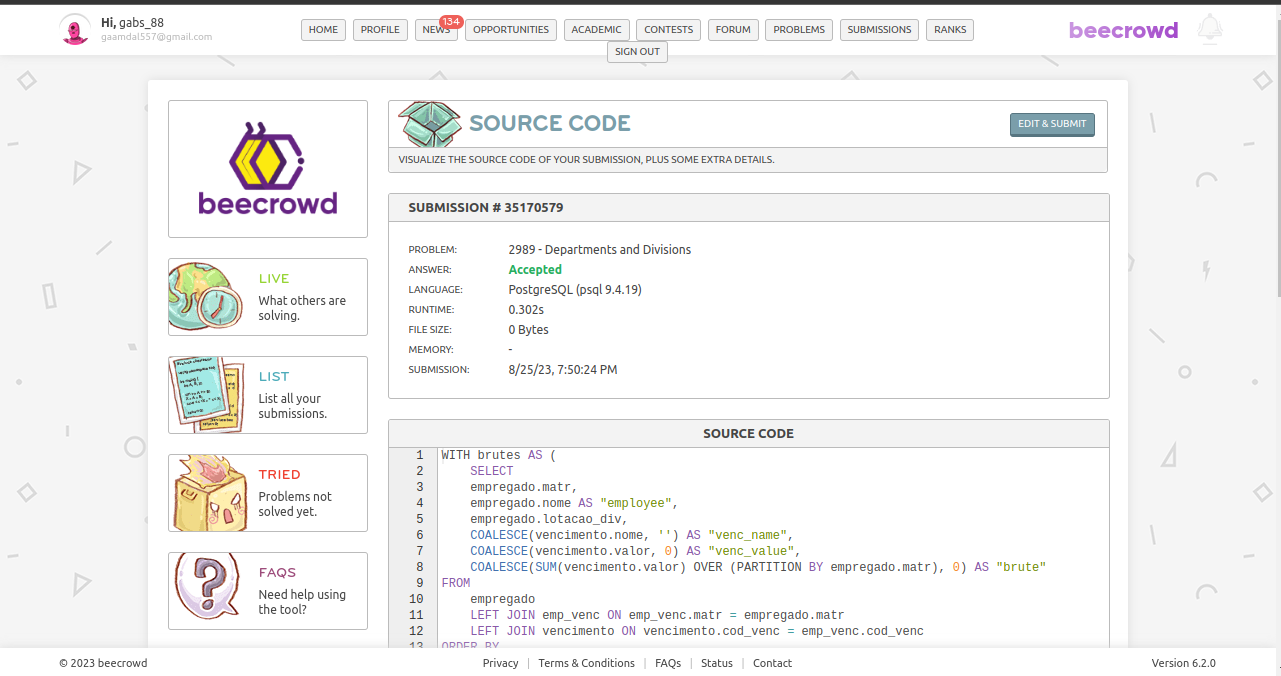 Hi, gabs_88
gaamdal557@gmail.com
HOME
PROFILE
NEWS
134
OPPORTUNITIES
ACADEMIC
CONTESTS
FORUM
PROBLEMS
SUBMISSIONS
RANKS
SIGN OUT
beecrowd
beecrowd
LIVE
What others are
solving.
LIST
List all your
submissions.
TRIED
Problems not
solved yet.
FAQS
Need help using
the tool?
SOURCE CODE
EDIT & SUBMIT
VISUALIZE THE SOURCE CODE OF YOUR SUBMISSION, PLUS SOME EXTRA DETAILS.
SUBMISSION # 35170579
PROBLEM: 2989 - Departments and Divisions
ANSWER: Accepted
LANGUAGE: PostgreSQL (psql 9.4.19)
RUNTIME: 0.302s
FILE SIZE: 0 Bytes
MEMORY: -
SUBMISSION: 8/25/23, 7:50:24 PM
SOURCE CODE
1 WITH brutes AS (
2 SELECT
3 empregado.matr,
4 empregado.nome AS "employee",
5 empregado.lotacao_div,
6 COALESCE(vencimento.nome, '') AS "venc_name",
7 COALESCE(vencimento.valor, 0) AS "venc_value",
8 COALESCE(SUM(vencimento.valor) OVER (PARTITION BY empregado.matr), 0) AS "brute"
9 FROM
10 empregado
11 LEFT JOIN emp_venc ON emp_venc.matr = empregado.matr
12 LEFT JOIN vencimento ON vencimento.cod_venc = emp_venc.cod_venc
13 ORDER BY
© 2023 beecrowd
Privacy | Terms & Conditions | FAQs | Status | Contact
Version 6.2.0